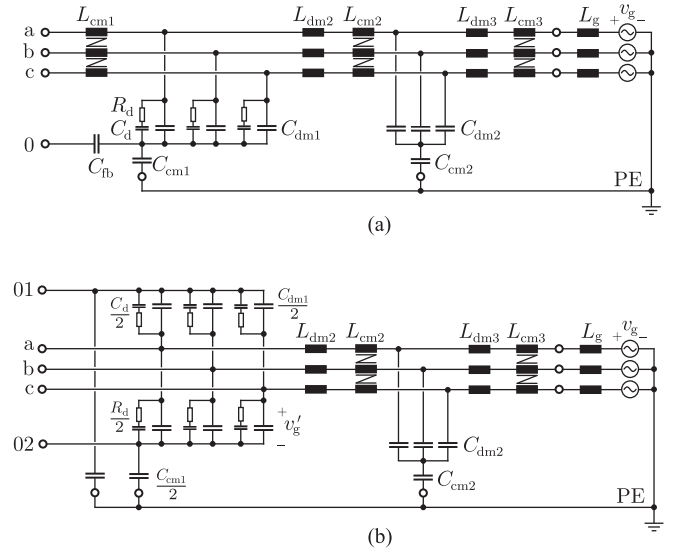 L_cm1 L_dm2 L_cm2 L_dm3 L_cm3 L_g + v_g −
a
b
c
R_d
C_d C_dm1 C_dm2
0
C_fb C_cm1 C_cm2 PE
(a)
01
C_d/2 C_dm1/2
L_dm2 L_cm2 L_dm3 L_cm3 L_g + v_g −
a
b
c
R_d/2 + v_g′ − C_dm2
02
C_cm1/2 C_cm2 PE
(b)